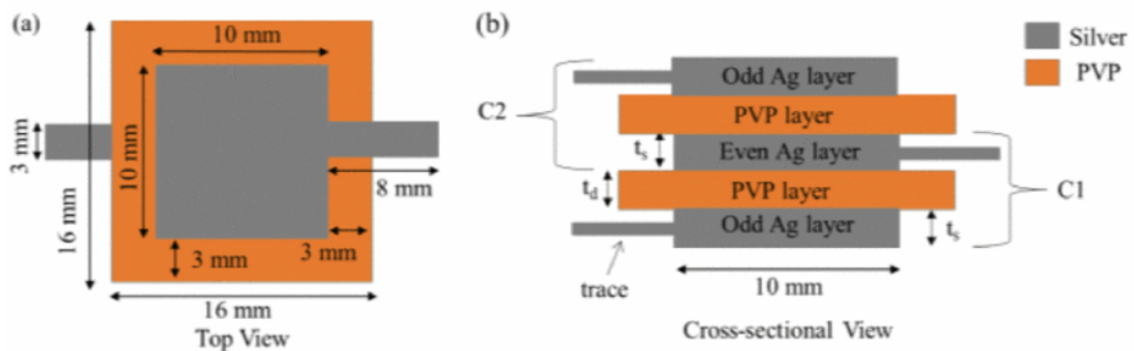 (a)
10 mm
3 mm
16 mm
10 mm
8 mm
3 mm
3 mm
16 mm
Top View
(b)
Silver
PVP
Odd Ag layer
C2
PVP layer
ts
Even Ag layer
td
PVP layer
C1
Odd Ag layer
ts
trace
10 mm
Cross-sectional View